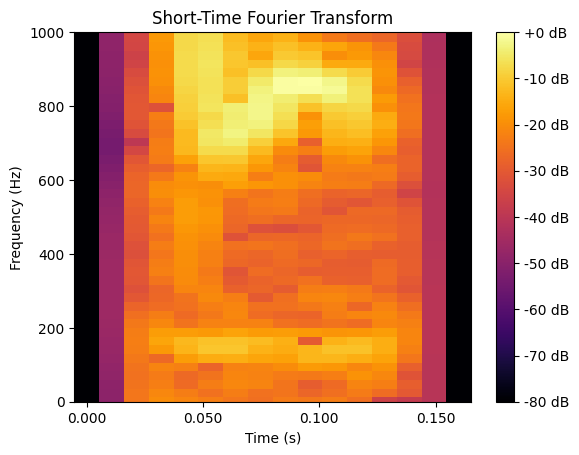 Short-Time Fourier Transform
1000
800
600
400
200
0
Frequency (Hz)
0.000
0.050
0.100
0.150
Time (s)
+0 dB
-10 dB
-20 dB
-30 dB
-40 dB
-50 dB
-60 dB
-70 dB
-80 dB